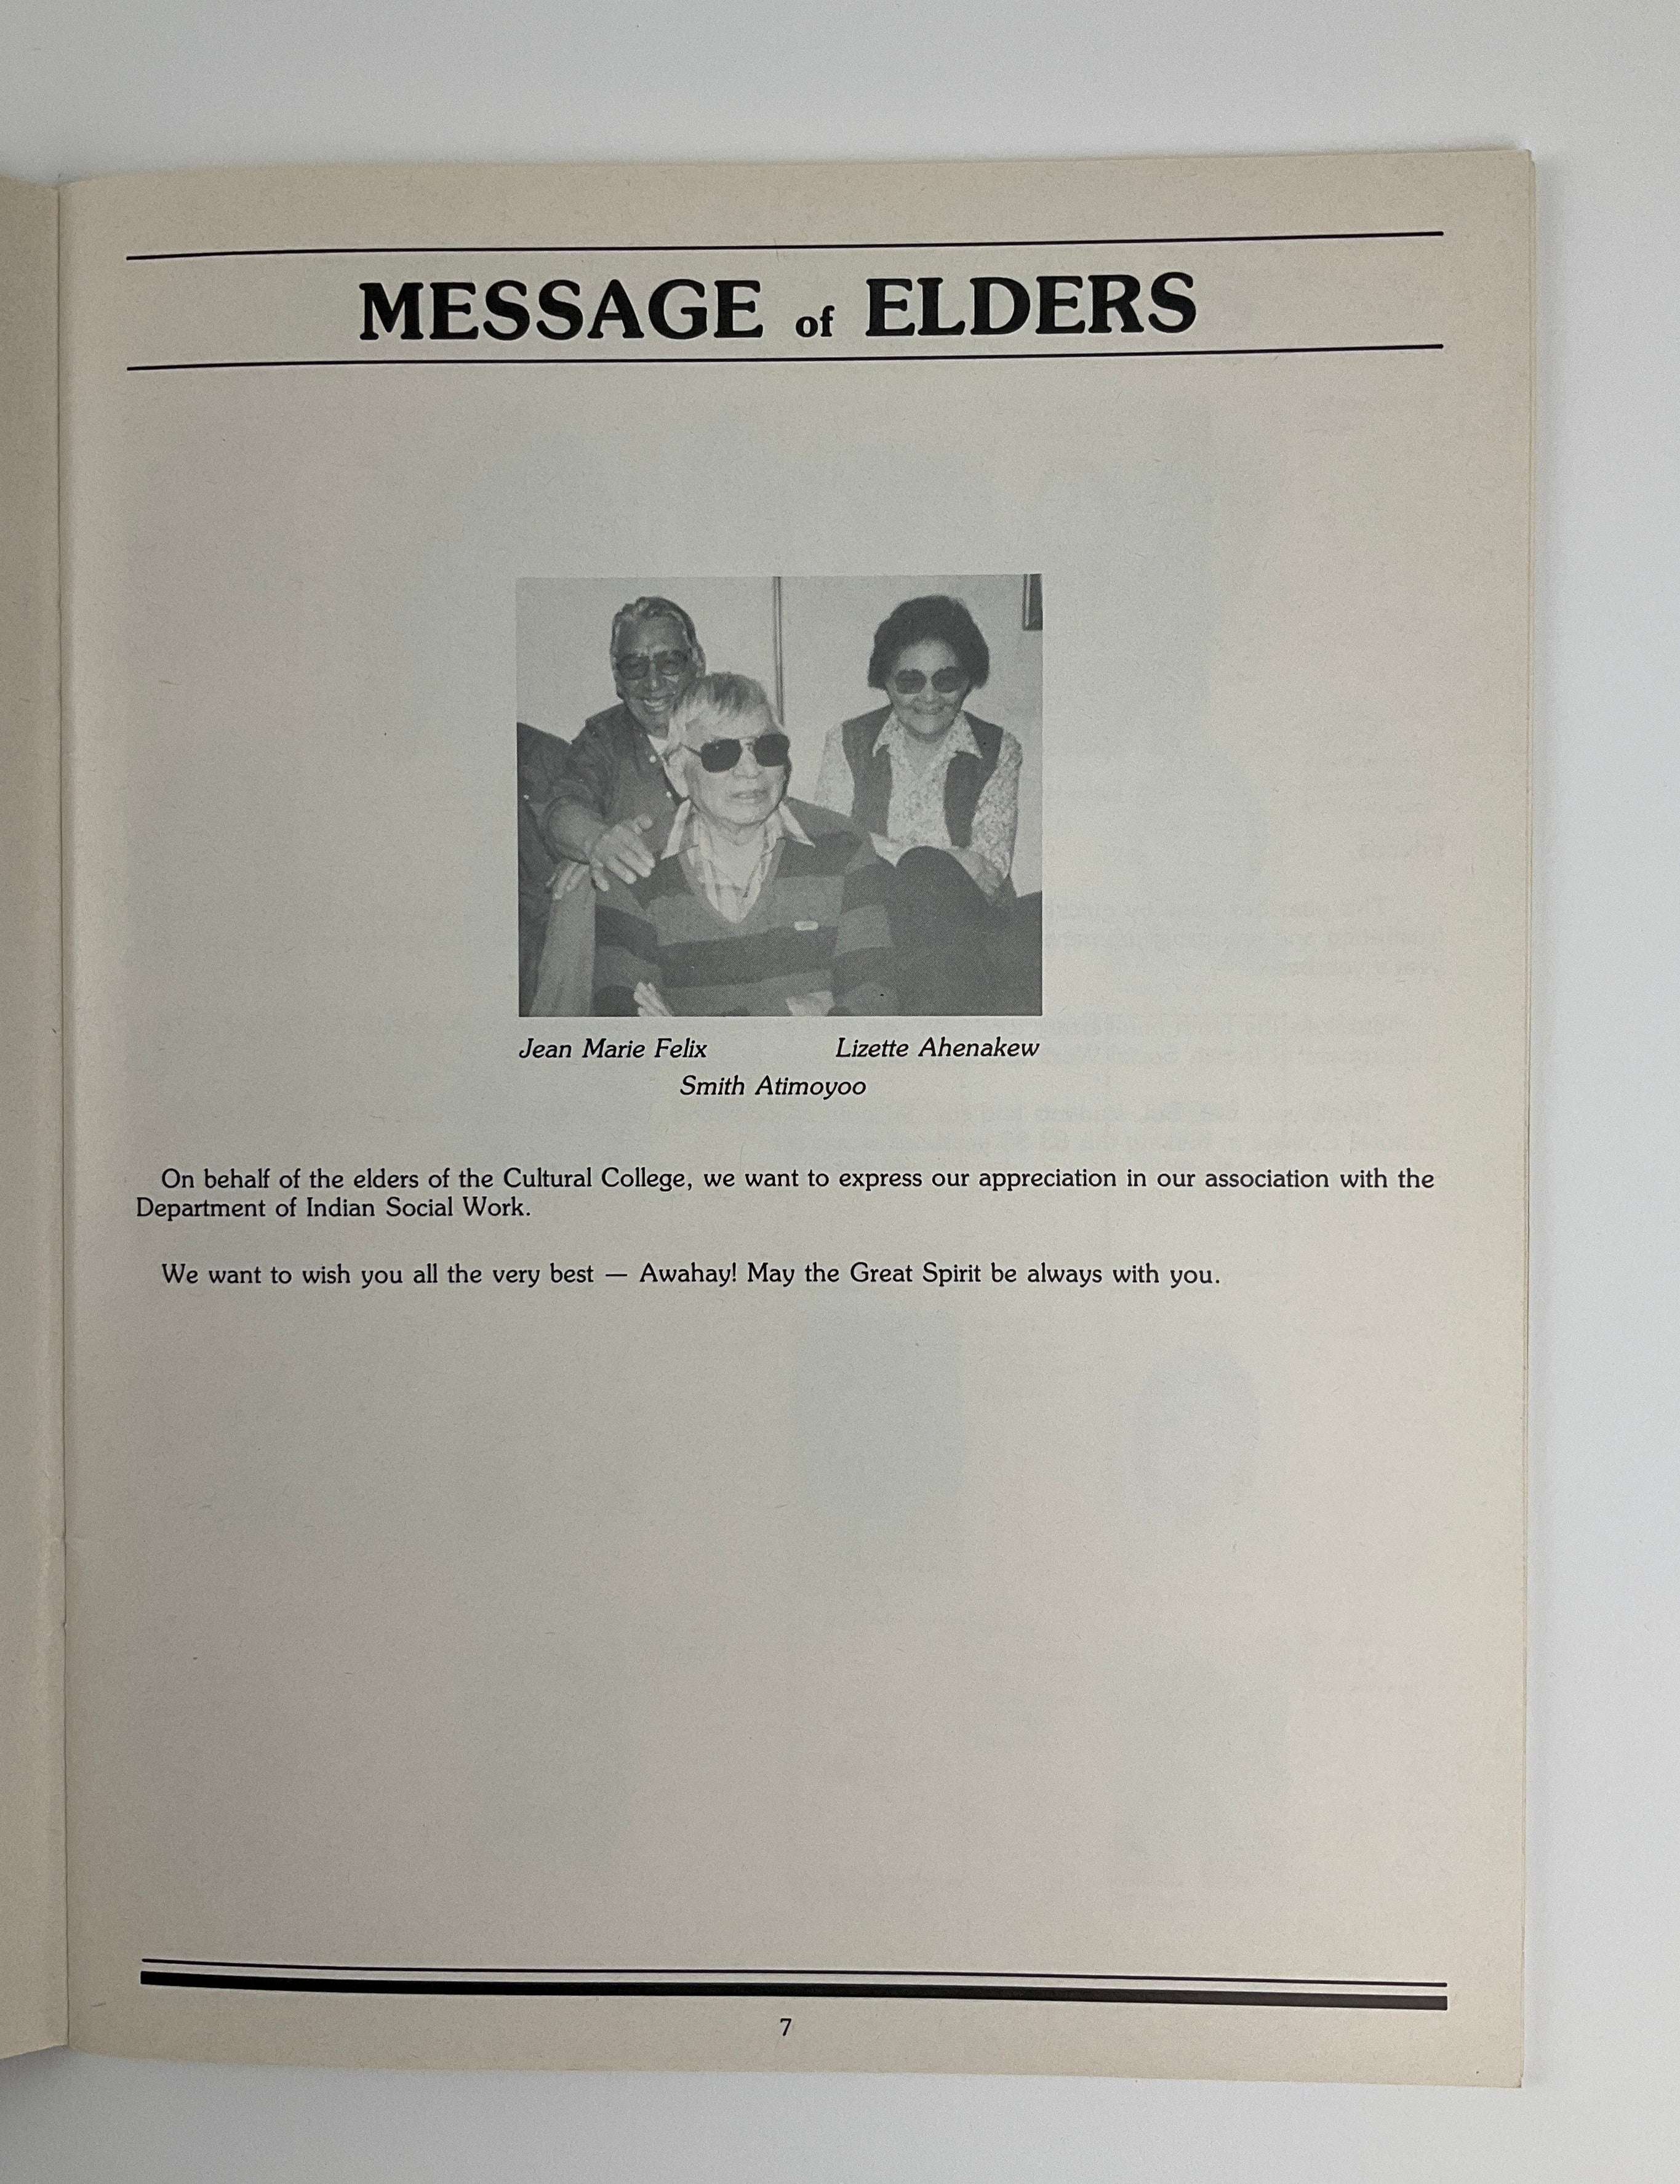 MESSAGE of ELDERS
Jean Marie Felix Lizette Ahenakew
Smith Atimoyoo
On behalf of the elders of the Cultural College, we want to express our appreciation in our association with the
Department of Indian Social Work.
We want to wish you all the very best — Awahay! May the Great Spirit be always with you.
7